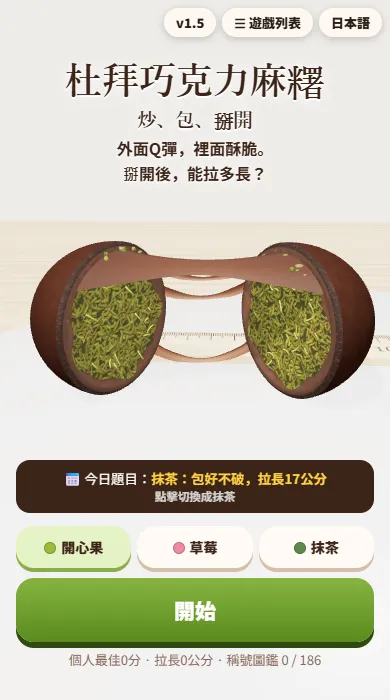 v1.5
☰ 遊戲列表
日本語
杜拜巧克力麻糬
炒、包、掰開
外面Q彈，裡面酥脆。
掰開後，能拉多長？
📅 今日題目：抹茶：包好不破，拉長17公分
點擊切換成抹茶
開心果
草莓
抹茶
開始
個人最佳0分 · 拉長0公分 · 稱號圖鑑 0 / 186